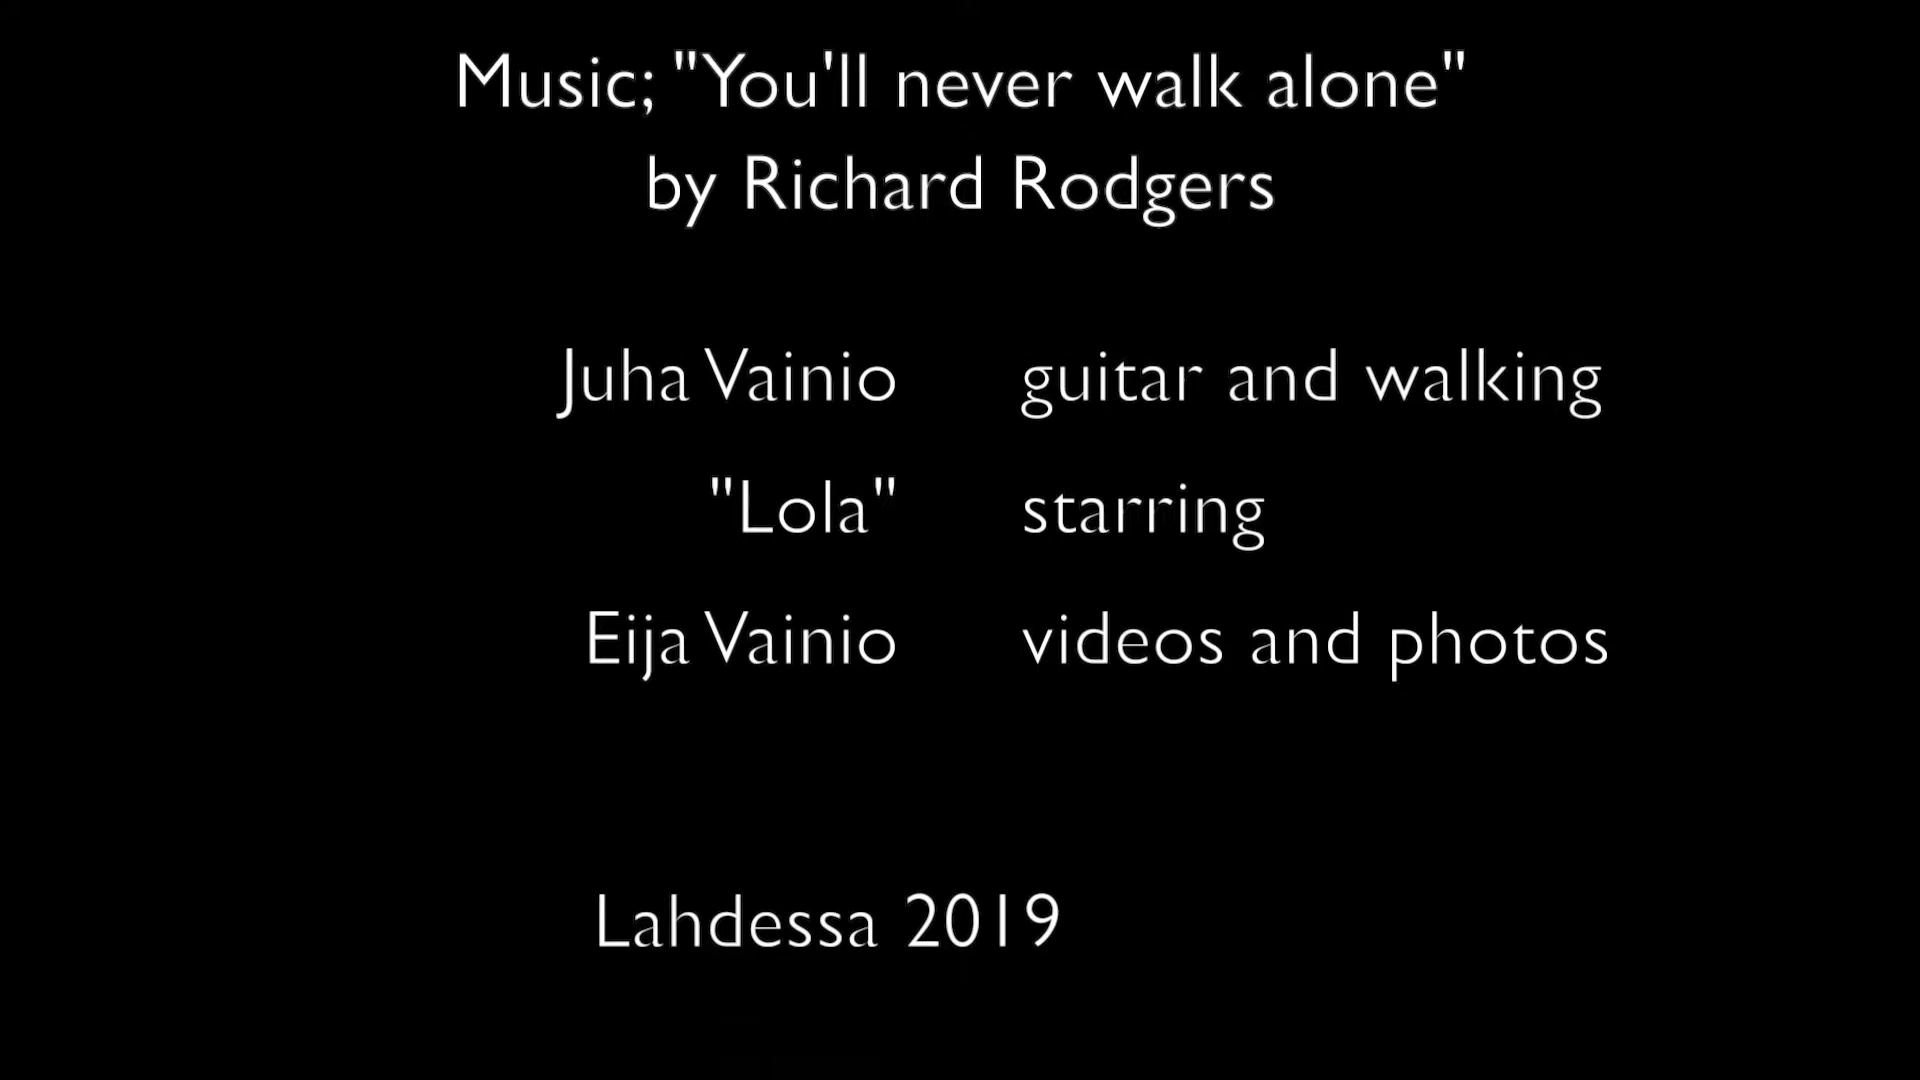 Music; "You'll never walk alone"
by Richard Rodgers
Juha Vainio guitar and walking
"Lola" starring
Eija Vainio videos and photos
Lahdessa 2019